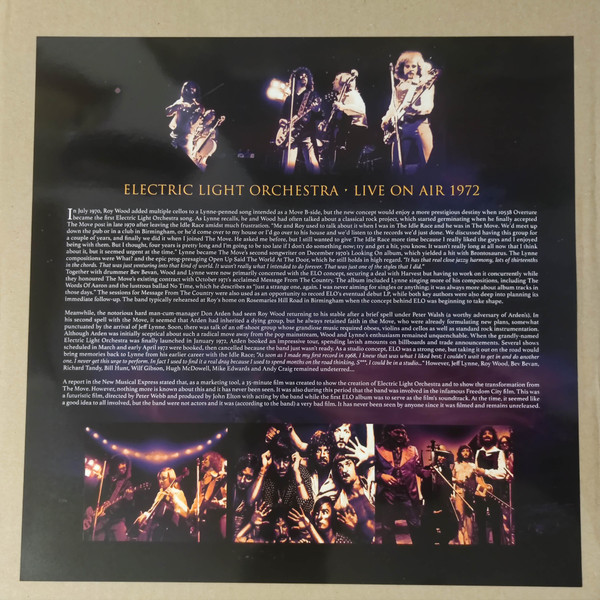 ELECTRIC LIGHT ORCHESTRA · LIVE ON AIR 1972
In July 1970, Roy Wood added multiple cellos to a Lynne-penned song intended as a Move B-side, but the new concept would enjoy a more prestigious destiny when 10538 Overture
became the first Electric Light Orchestra song. As Lynne recalls, he and Wood had often talked about a classical rock project, which started germinating when he finally accepted
The Move post in late 1970 after leaving the Idle Race amidst much frustration. "Me and Roy used to talk about it when I was in The Idle Race and he was in The Move. We'd meet up
down the pub or in a club in Birmingham, or he'd come over to my house or I'd go over to his house and we'd listen to the records we'd just done. We discussed having this group for
a couple of years, and finally we did it when I joined The Move. He asked me before, but I still wanted to give The Idle Race more time because I really liked the guys and I enjoyed
being with them. But I thought, four years is pretty long and I'm going to be too late if I don't do something now; try and get a hit, you know. It wasn't really long at all now that I think
about it, but it seemed urgent at the time." Lynne became The Move's second songwriter on December 1970's Looking On album, which yielded a hit with Brontosaurus. The Lynne
compositions were What? and the epic prog preaging Open Up Said The World At The Door, which he still holds in high regard. "It has that real close jazzy harmony, lots of thirteenths
in the chords. That was just venturing into that kind of world. It wasn't really what I intended to do forever. That was just one of the styles that I did."
Together with drummer Bev Bevan, Wood and Lynne were now primarily concerned with the ELO concept, securing a deal with Harvest but having to work on it concurrently while
they honoured The Move's existing contract with October 1971's acclaimed Message From The Country. The album included Lynne singing more of his compositions, including The
Words Of Aaron and the lustrous ballad No Time, which he describes as "just a strange one, again. I was never aiming for singles or anything; it was always more about album tracks in
those days." The sessions for Message From The Country were also used as an opportunity to record ELO's eventual debut LP, while both key authors were also deep into planning its
immediate follow-up. The band typically rehearsed at Roy's home on Rosemaries Hill Road in Birmingham when the concept behind ELO was beginning to take shape.
Meanwhile, the notorious hard man-cum-manager Don Arden had seen Roy Wood returning to his stable after a brief spell under Peter Walsh (a worthy adversary of Arden's). In
his second spell with the Move, it seemed that Arden had inherited a dying group, but he always retained faith in the Move, who were already formulating new plans, somewhat
punctuated by the arrival of Jeff Lynne. Soon, there was talk of an off-shoot group whose grandiose music required oboes, violins and cellos as well as standard rock instrumentation.
Although Arden was initially sceptical about such a radical move away from the pop mainstream, Wood and Lynne's enthusiasm remained unquenchable. When the grandly-named
Electric Light Orchestra was finally launched in January 1972, Arden booked an impressive tour, spending lavish amounts on billboards and trade announcements. Several shows
scheduled in March and early April 1972 were booked, then cancelled because the band just wasn't ready. As a studio concept, ELO was a strong one, but taking it out on the road would
bring memories back to Lynne from his earlier career with the Idle Race; "As soon as I made my first record in 1968, I knew that was what I liked best; I couldn't wait to get in and do another
one. I never get this urge to perform. In fact I used to find it a real drag because I used to spend months on the road thinking, S***, I could be in a studio..." However, Jeff Lynne, Roy Wood, Bev Bevan,
Richard Tandy, Bill Hunt, Wilf Gibson, Hugh McDowell, Mike Edwards and Andy Craig remained undeterred...
A report in the New Musical Express stated that, as a marketing tool, a 35-minute film was created to show the creation of Electric Light Orchestra and to show the transformation from
The Move. However, nothing more is known about this and it has never been seen. It was also during this period that the band was involved in the infamous Freedom City film. This was
a futuristic film, directed by Peter Webb and produced by John Elton with acting by the band while the first ELO album was to serve as the film's soundtrack. At the time, it seemed like
a good idea to all involved, but the band were not actors and it was (according to the band) a very bad film. It has never been seen by anyone since it was filmed and remains unreleased.